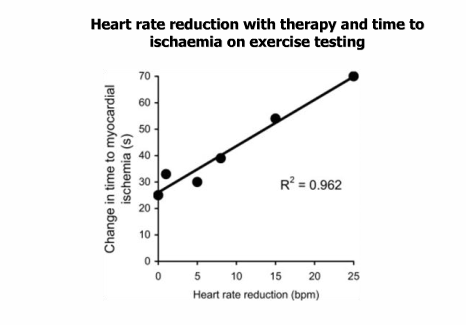 Heart rate reduction with therapy and time to
ischaemia on exercise testing
Change in time to myocardial
ischemia (s)
70
60
50
40
30
20
10
0
R² = 0.962
0 5 10 15 20 25
Heart rate reduction (bpm)